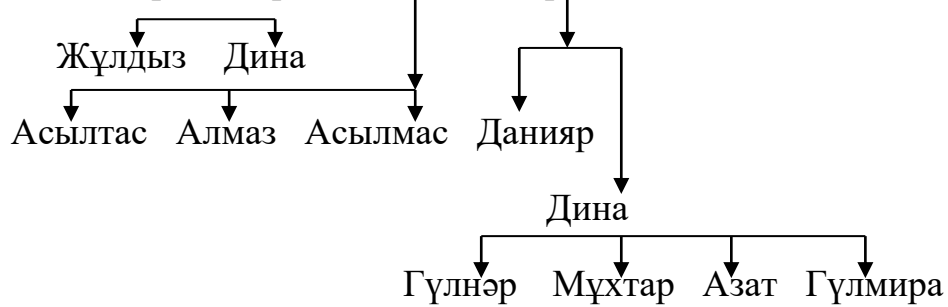 Жұлдыз Дина
Асылтас Алмаз Асылмас Данияр
Дина
Гүлнәр Мұхтар Азат Гүлмира